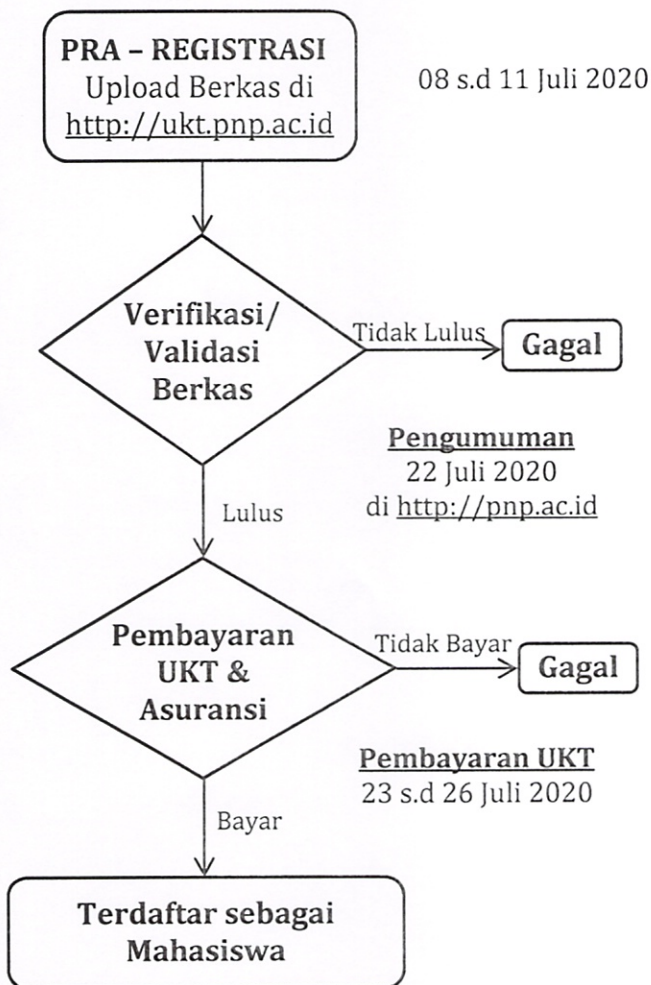 PRA – REGISTRASI
Upload Berkas di
http://ukt.pnp.ac.id
08 s.d 11 Juli 2020
Verifikasi/
Validasi
Berkas
Tidak Lulus
Gagal
Pengumuman
22 Juli 2020
di http://pnp.ac.id
Lulus
Pembayaran
UKT &
Asuransi
Tidak Bayar
Gagal
Pembayaran UKT
23 s.d 26 Juli 2020
Bayar
Terdaftar sebagai
Mahasiswa